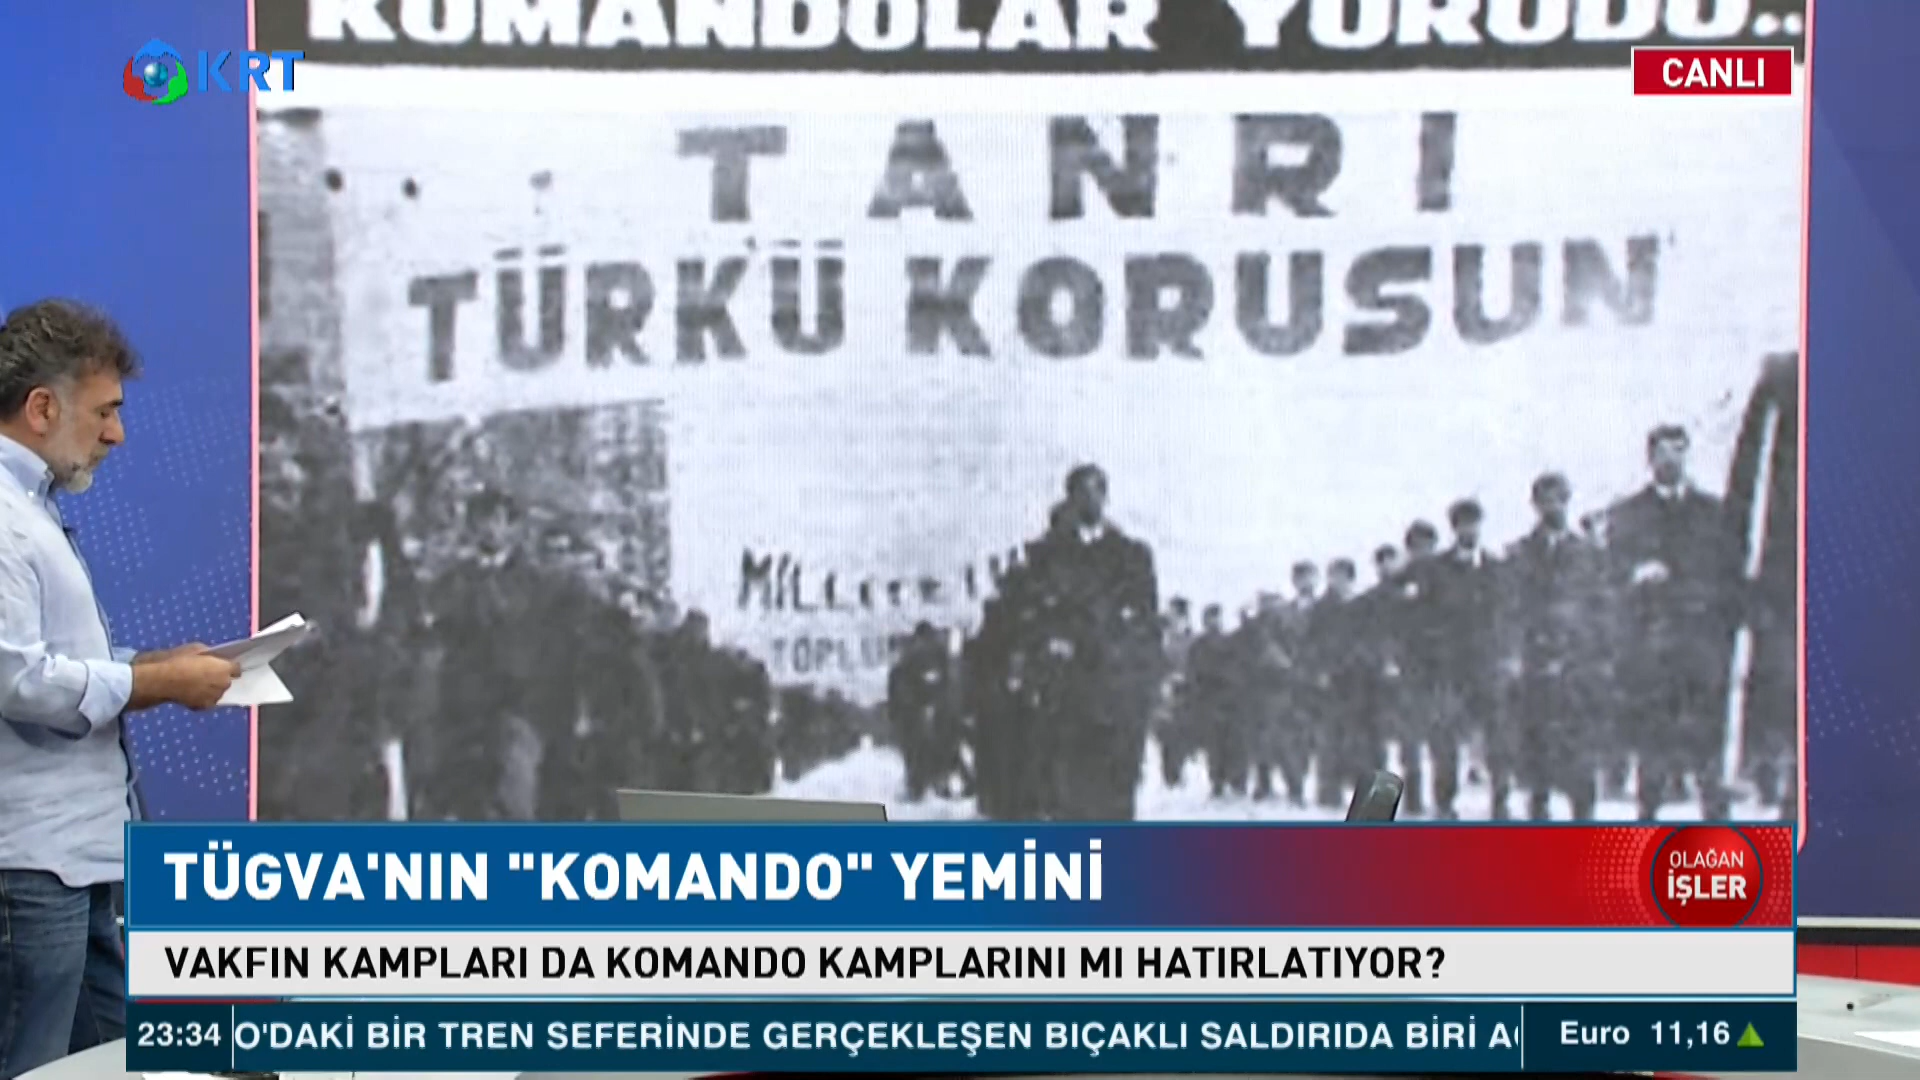 KOMANDOLAR YÜRÜDÜ..
KRT
CANLI
TANRI
TÜRKÜ KORUSUN
TÜGVA'NIN "KOMANDO" YEMİNİ
OLAĞAN
İŞLER
VAKFIN KAMPLARI DA KOMANDO KAMPLARINI MI HATIRLATIYOR?
23:34 O'DAKİ BİR TREN SEFERİNDE GERÇEKLEŞEN BIÇAKLI SALDIRIDA BİRİ Euro 11,16